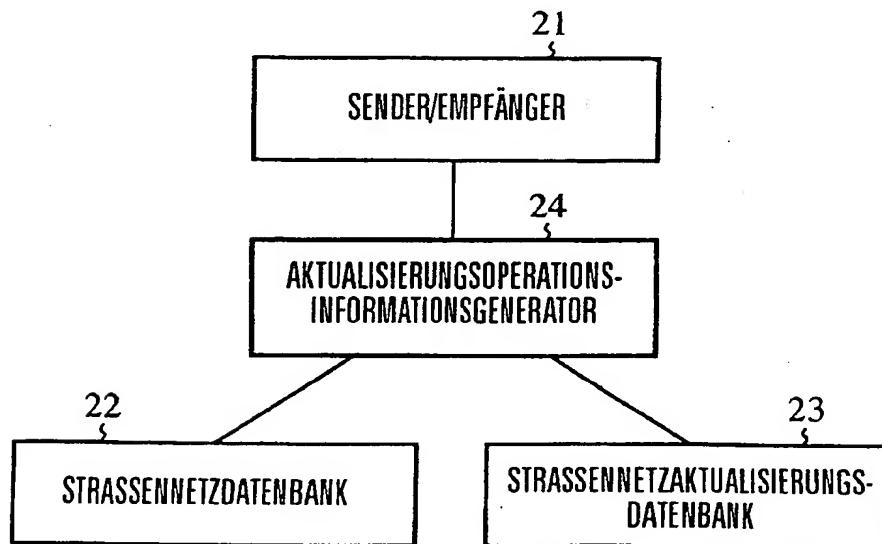 21
SENDER/EMPFÄNGER
24
AKTUALISIERUNGSOPERATIONS-
INFORMATIONSGENERATOR
22
STRASSENNETZDATENBANK
23
STRASSENNETZAKTUALISIERUNGS-
DATENBANK